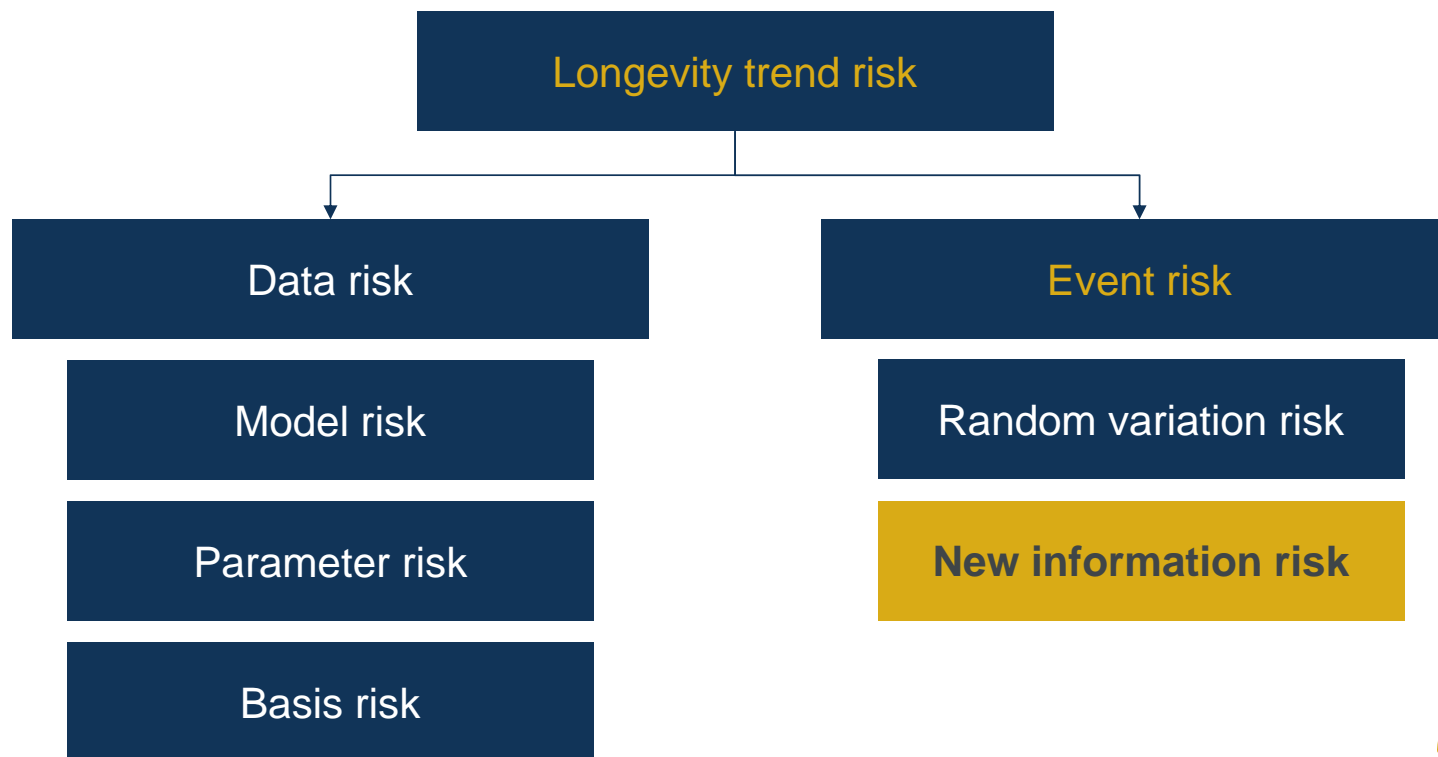 Longevity trend risk
Data risk
Event risk
Model risk
Random variation risk
Parameter risk
New information risk
Basis risk